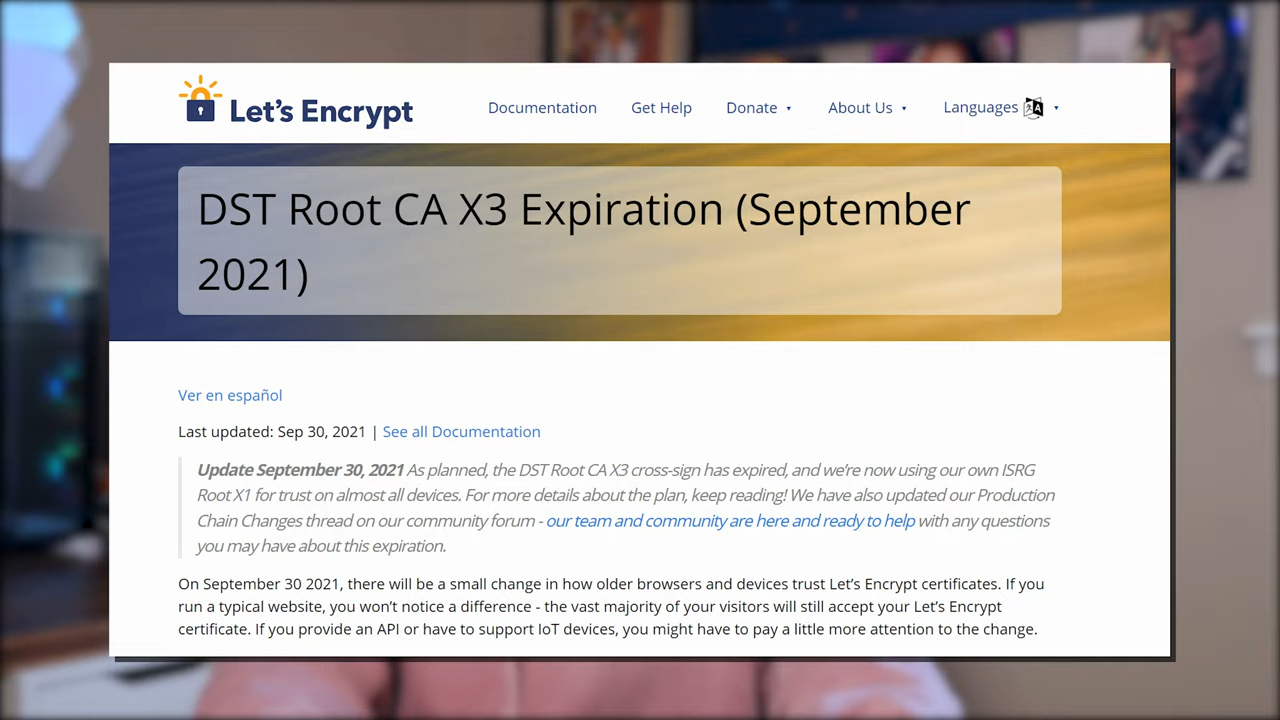 Let's Encrypt
Documentation Get Help Donate About Us Languages
DST Root CA X3 Expiration (September
2021)
Ver en español
Last updated: Sep 30, 2021 | See all Documentation
Update September 30, 2021 As planned, the DST Root CA X3 cross-sign has expired, and we're now using our own ISRG
Root X1 for trust on almost all devices. For more details about the plan, keep reading! We have also updated our Production
Chain Changes thread on our community forum - our team and community are here and ready to help with any questions
you may have about this expiration.
On September 30 2021, there will be a small change in how older browsers and devices trust Let's Encrypt certificates. If you
run a typical website, you won't notice a difference - the vast majority of your visitors will still accept your Let's Encrypt
certificate. If you provide an API or have to support IoT devices, you might have to pay a little more attention to the change.